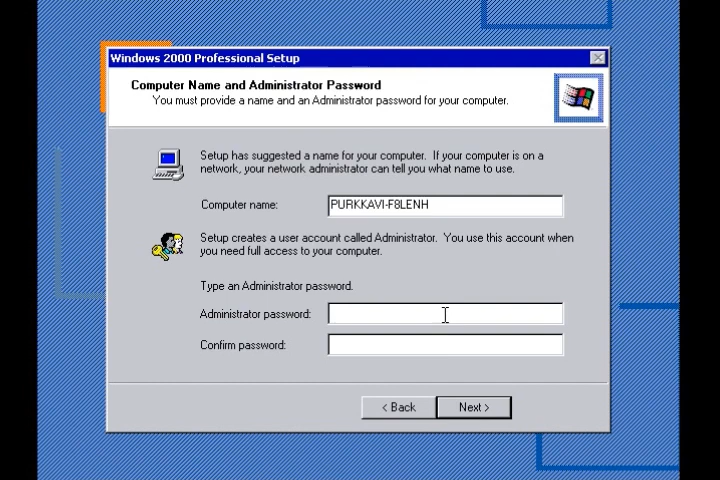 Windows 2000 Professional Setup
Computer Name and Administrator Password
You must provide a name and an Administrator password for your computer.
Setup has suggested a name for your computer. If your computer is on a
network, your network administrator can tell you what name to use.
Computer name: PURKKAVI-F8LENH
Setup creates a user account called Administrator. You use this account when
you need full access to your computer.
Type an Administrator password.
Administrator password:
Confirm password:
< Back Next >